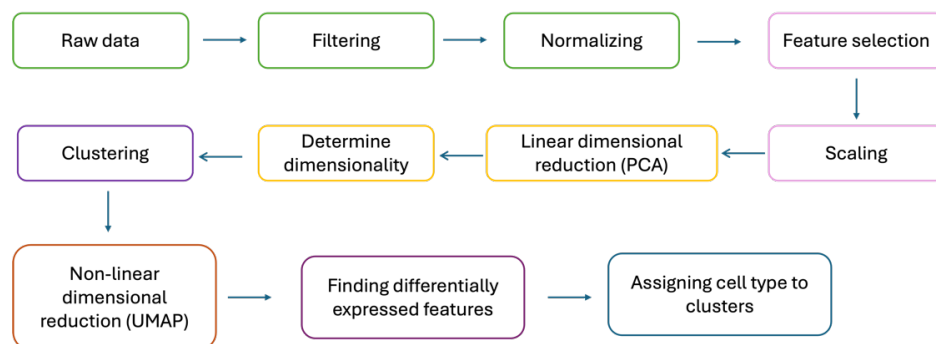 Raw data
Filtering
Normalizing
Feature selection
Scaling
Linear dimensional
reduction (PCA)
Determine
dimensionality
Clustering
Non-linear
dimensional
reduction (UMAP)
Finding differentially
expressed features
Assigning cell type to
clusters